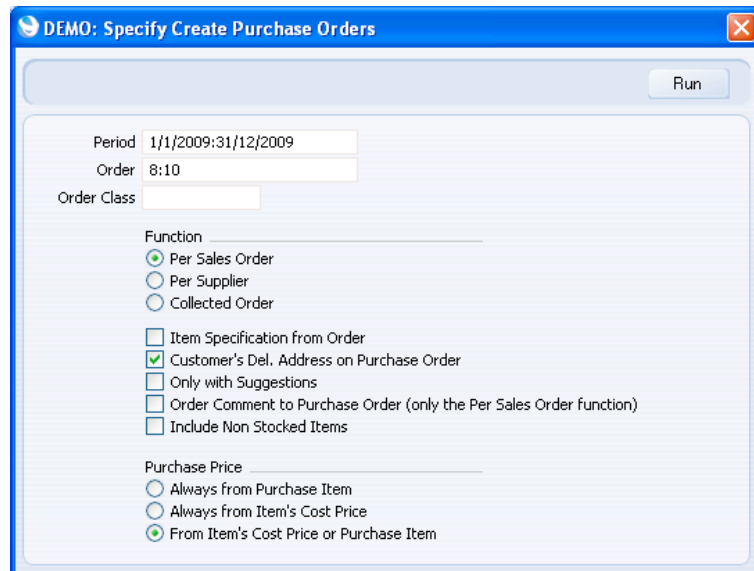 DEMO: Specify Create Purchase Orders
Run
Period 1/1/2009:31/12/2009
Order 8:10
Order Class
Function
Per Sales Order
Per Supplier
Collected Order
Item Specification from Order
Customer's Del. Address on Purchase Order
Only with Suggestions
Order Comment to Purchase Order (only the Per Sales Order function)
Include Non Stocked Items
Purchase Price
Always from Purchase Item
Always from Item's Cost Price
From Item's Cost Price or Purchase Item